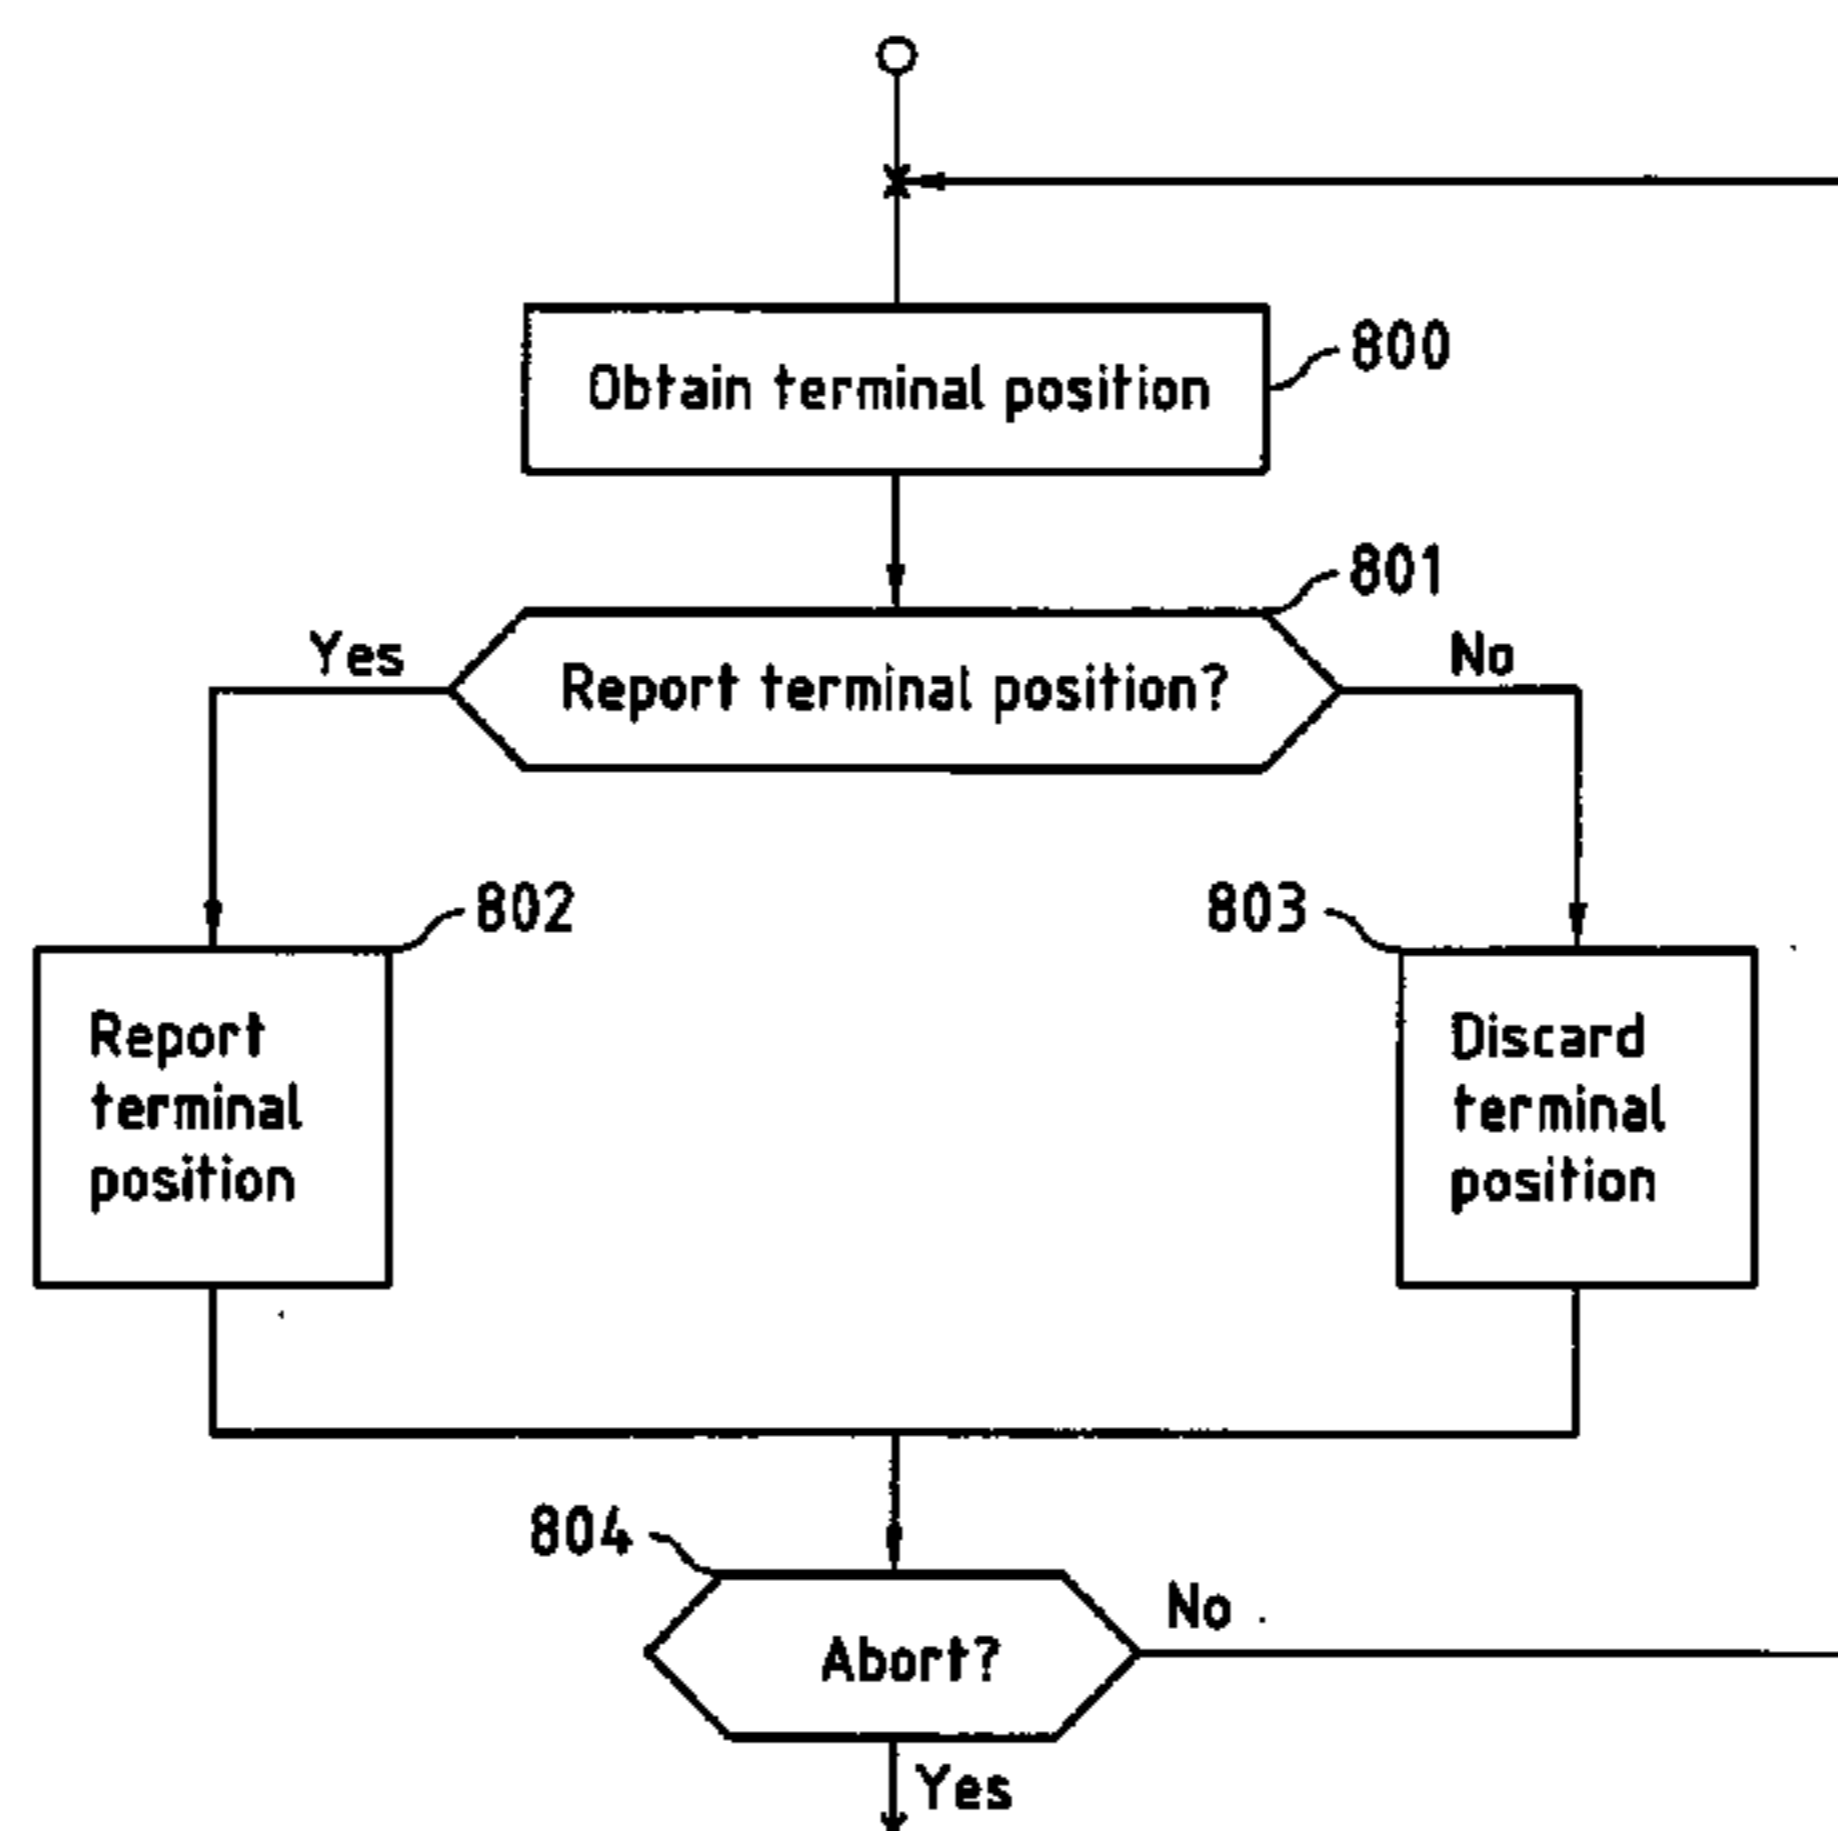 Obtain terminal position
800
801
Yes
Report terminal position?
No
802
803
Report
terminal
position
Discard
terminal
position
804
Abort?
No
Yes